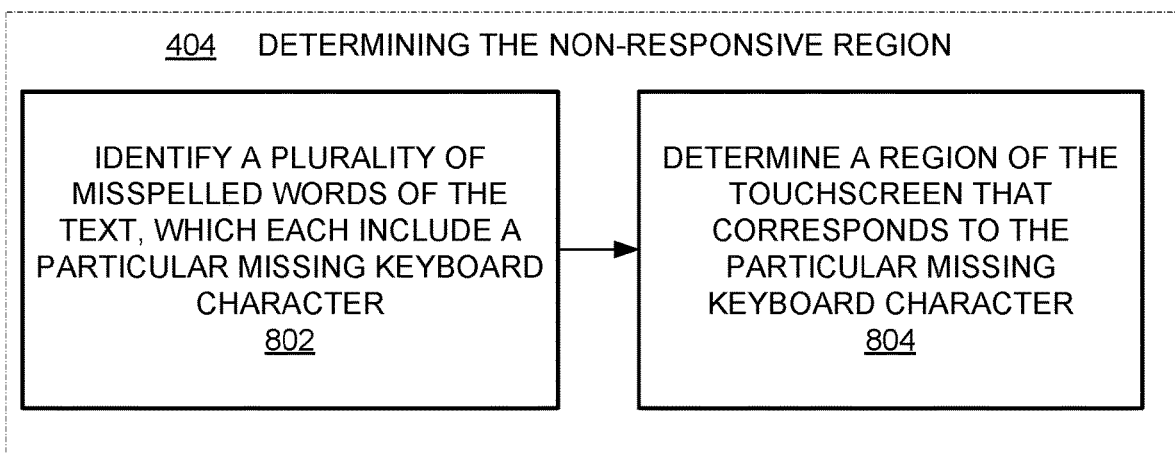 404 DETERMINING THE NON-RESPONSIVE REGION
IDENTIFY A PLURALITY OF
MISSPELLED WORDS OF THE
TEXT, WHICH EACH INCLUDE A
PARTICULAR MISSING KEYBOARD
CHARACTER
802
DETERMINE A REGION OF THE
TOUCHSCREEN THAT
CORRESPONDS TO THE
PARTICULAR MISSING
KEYBOARD CHARACTER
804